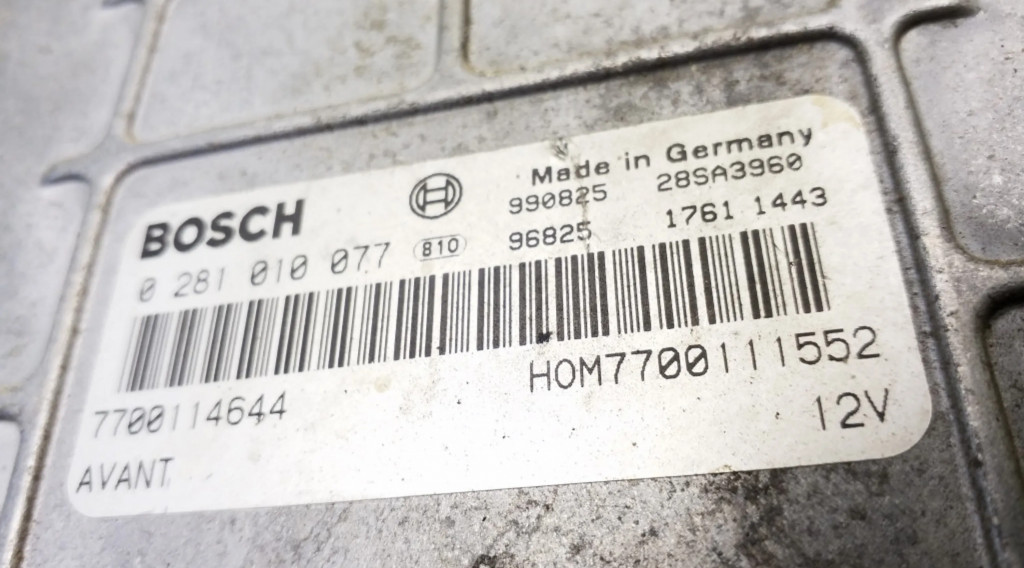 Made in Germany
BOSCH 990825 28SA3960
0 281 010 077 810 96825 1761 1443
7700114644 HOM7700111552
AVANT 12V